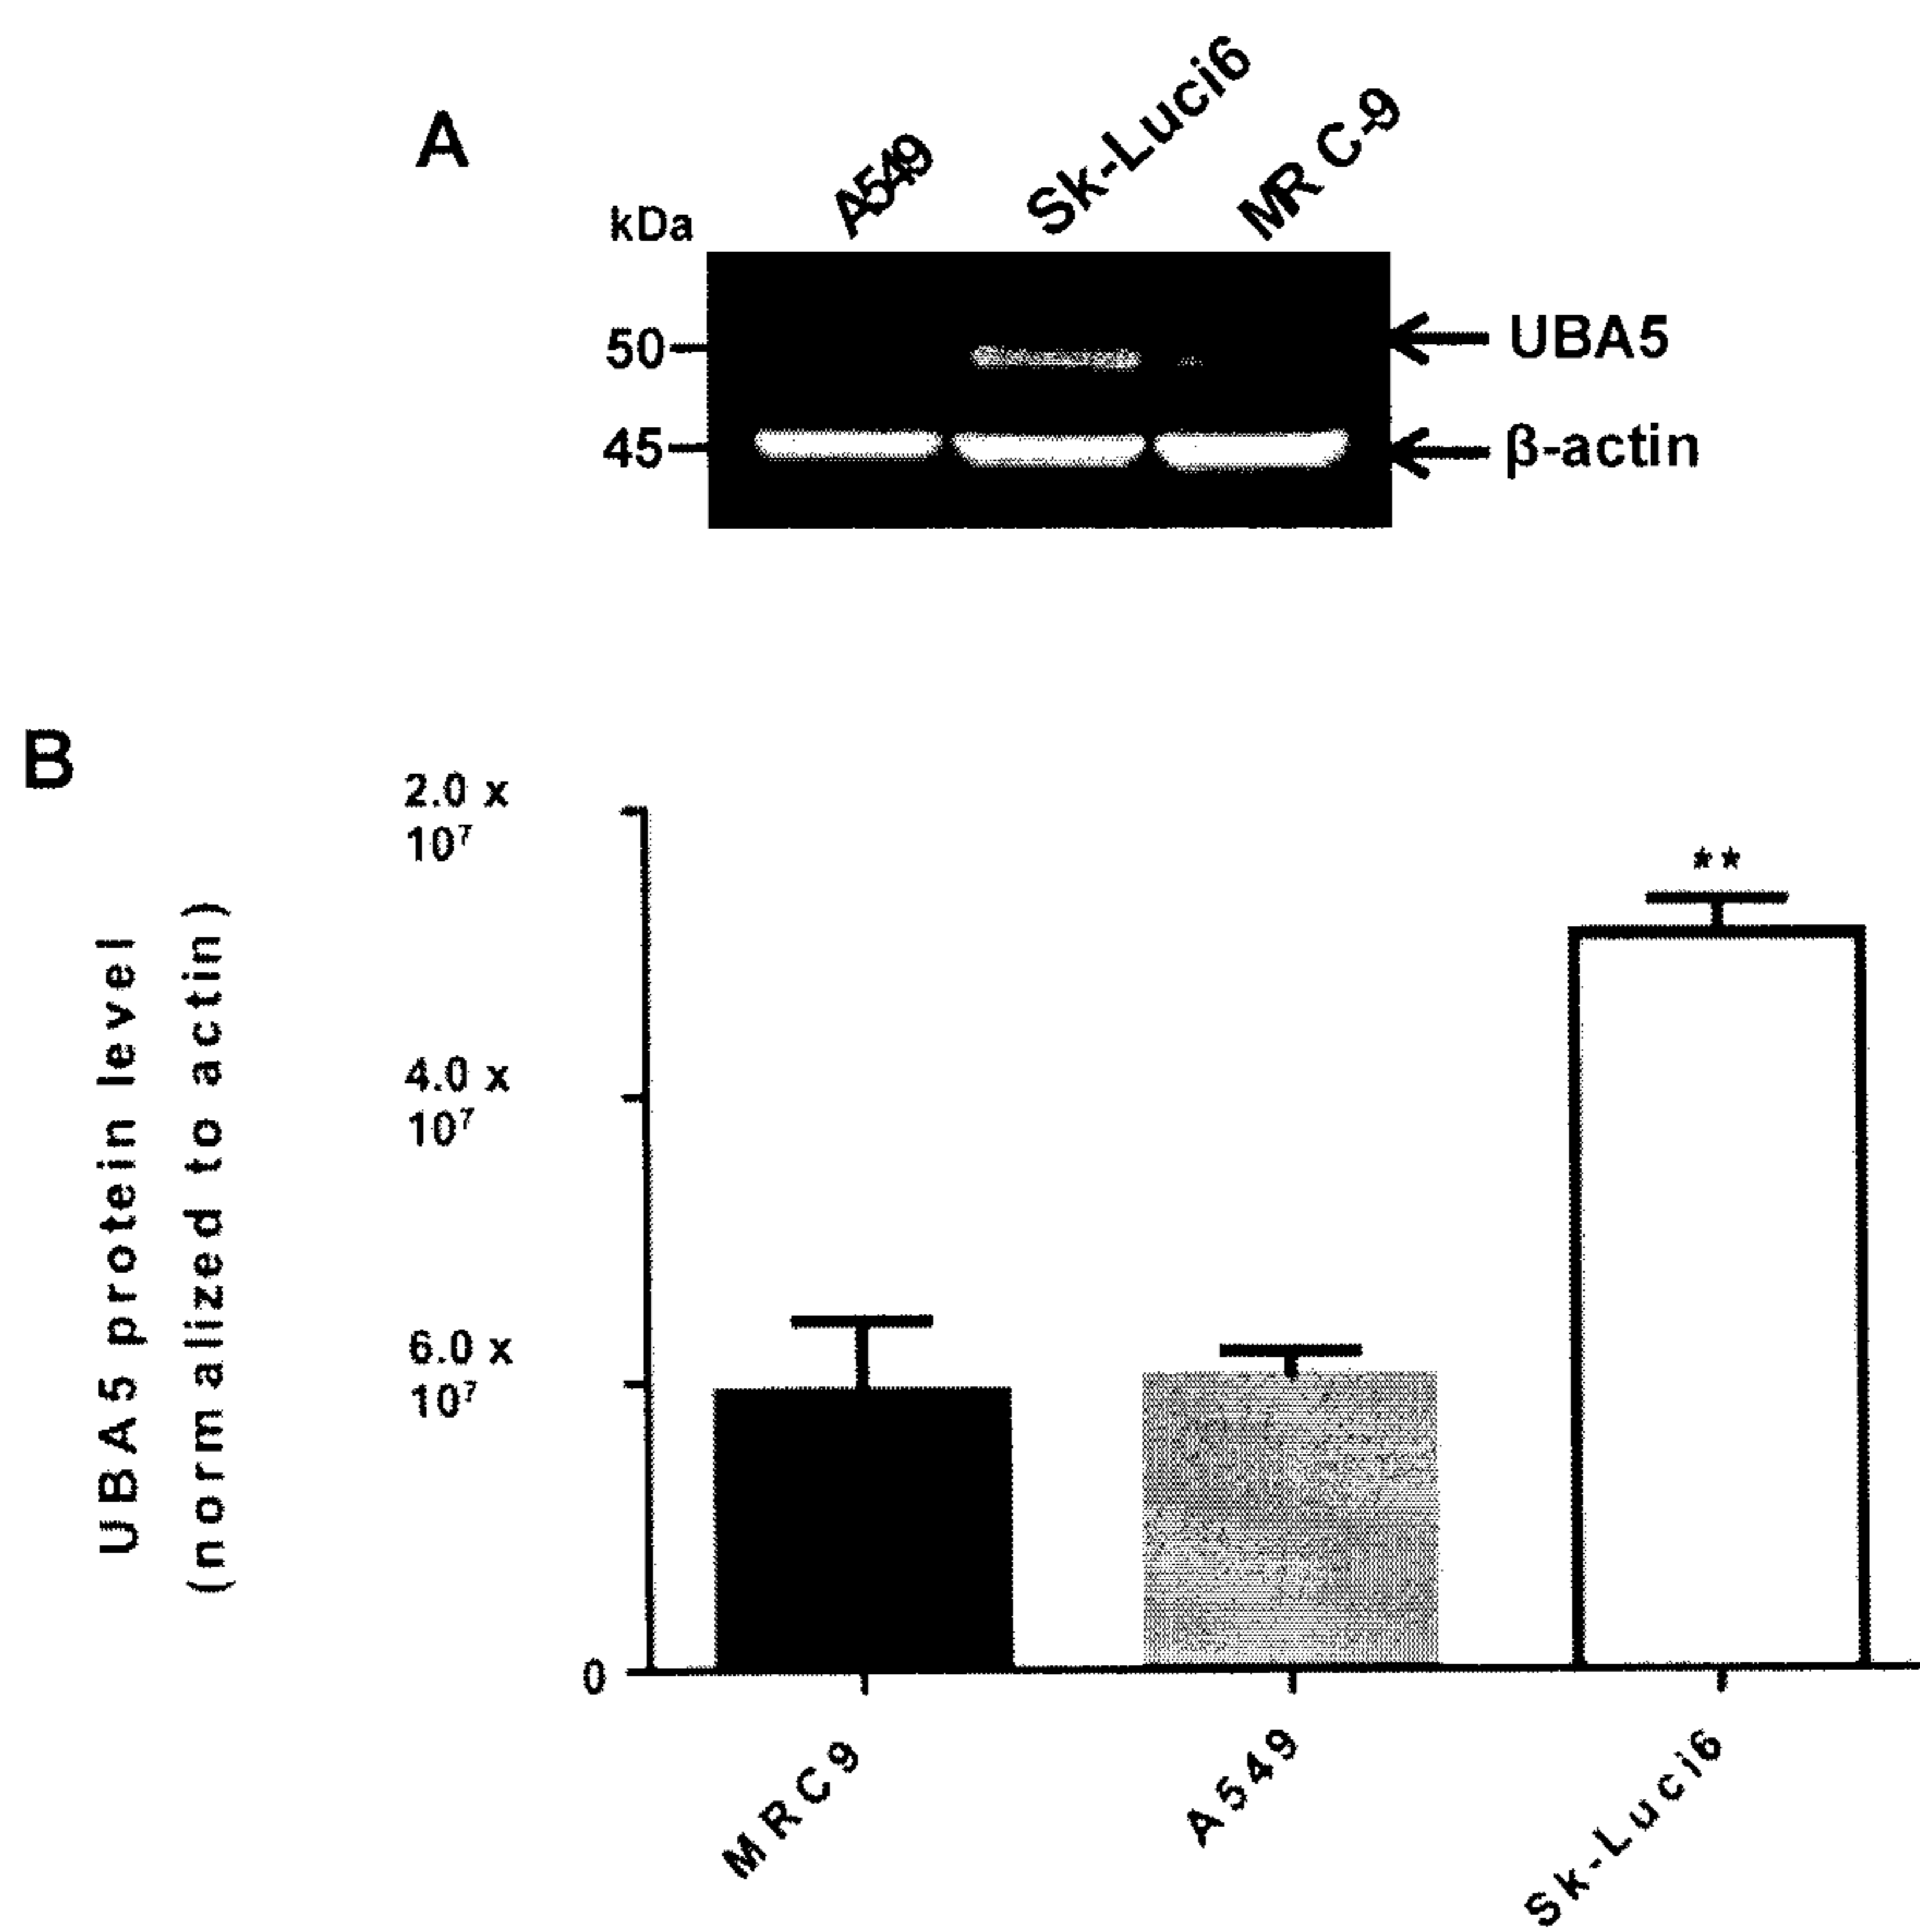 A
A549
Sk-Luci6
MRC-9
kDa
50
UBA5
45
β-actin
B
UBA5 protein level
(normalized to actin)
2.0 x
10⁷
4.0 x
10⁷
6.0 x
10⁷
0
**
MRC9
A549
Sk-Luci6